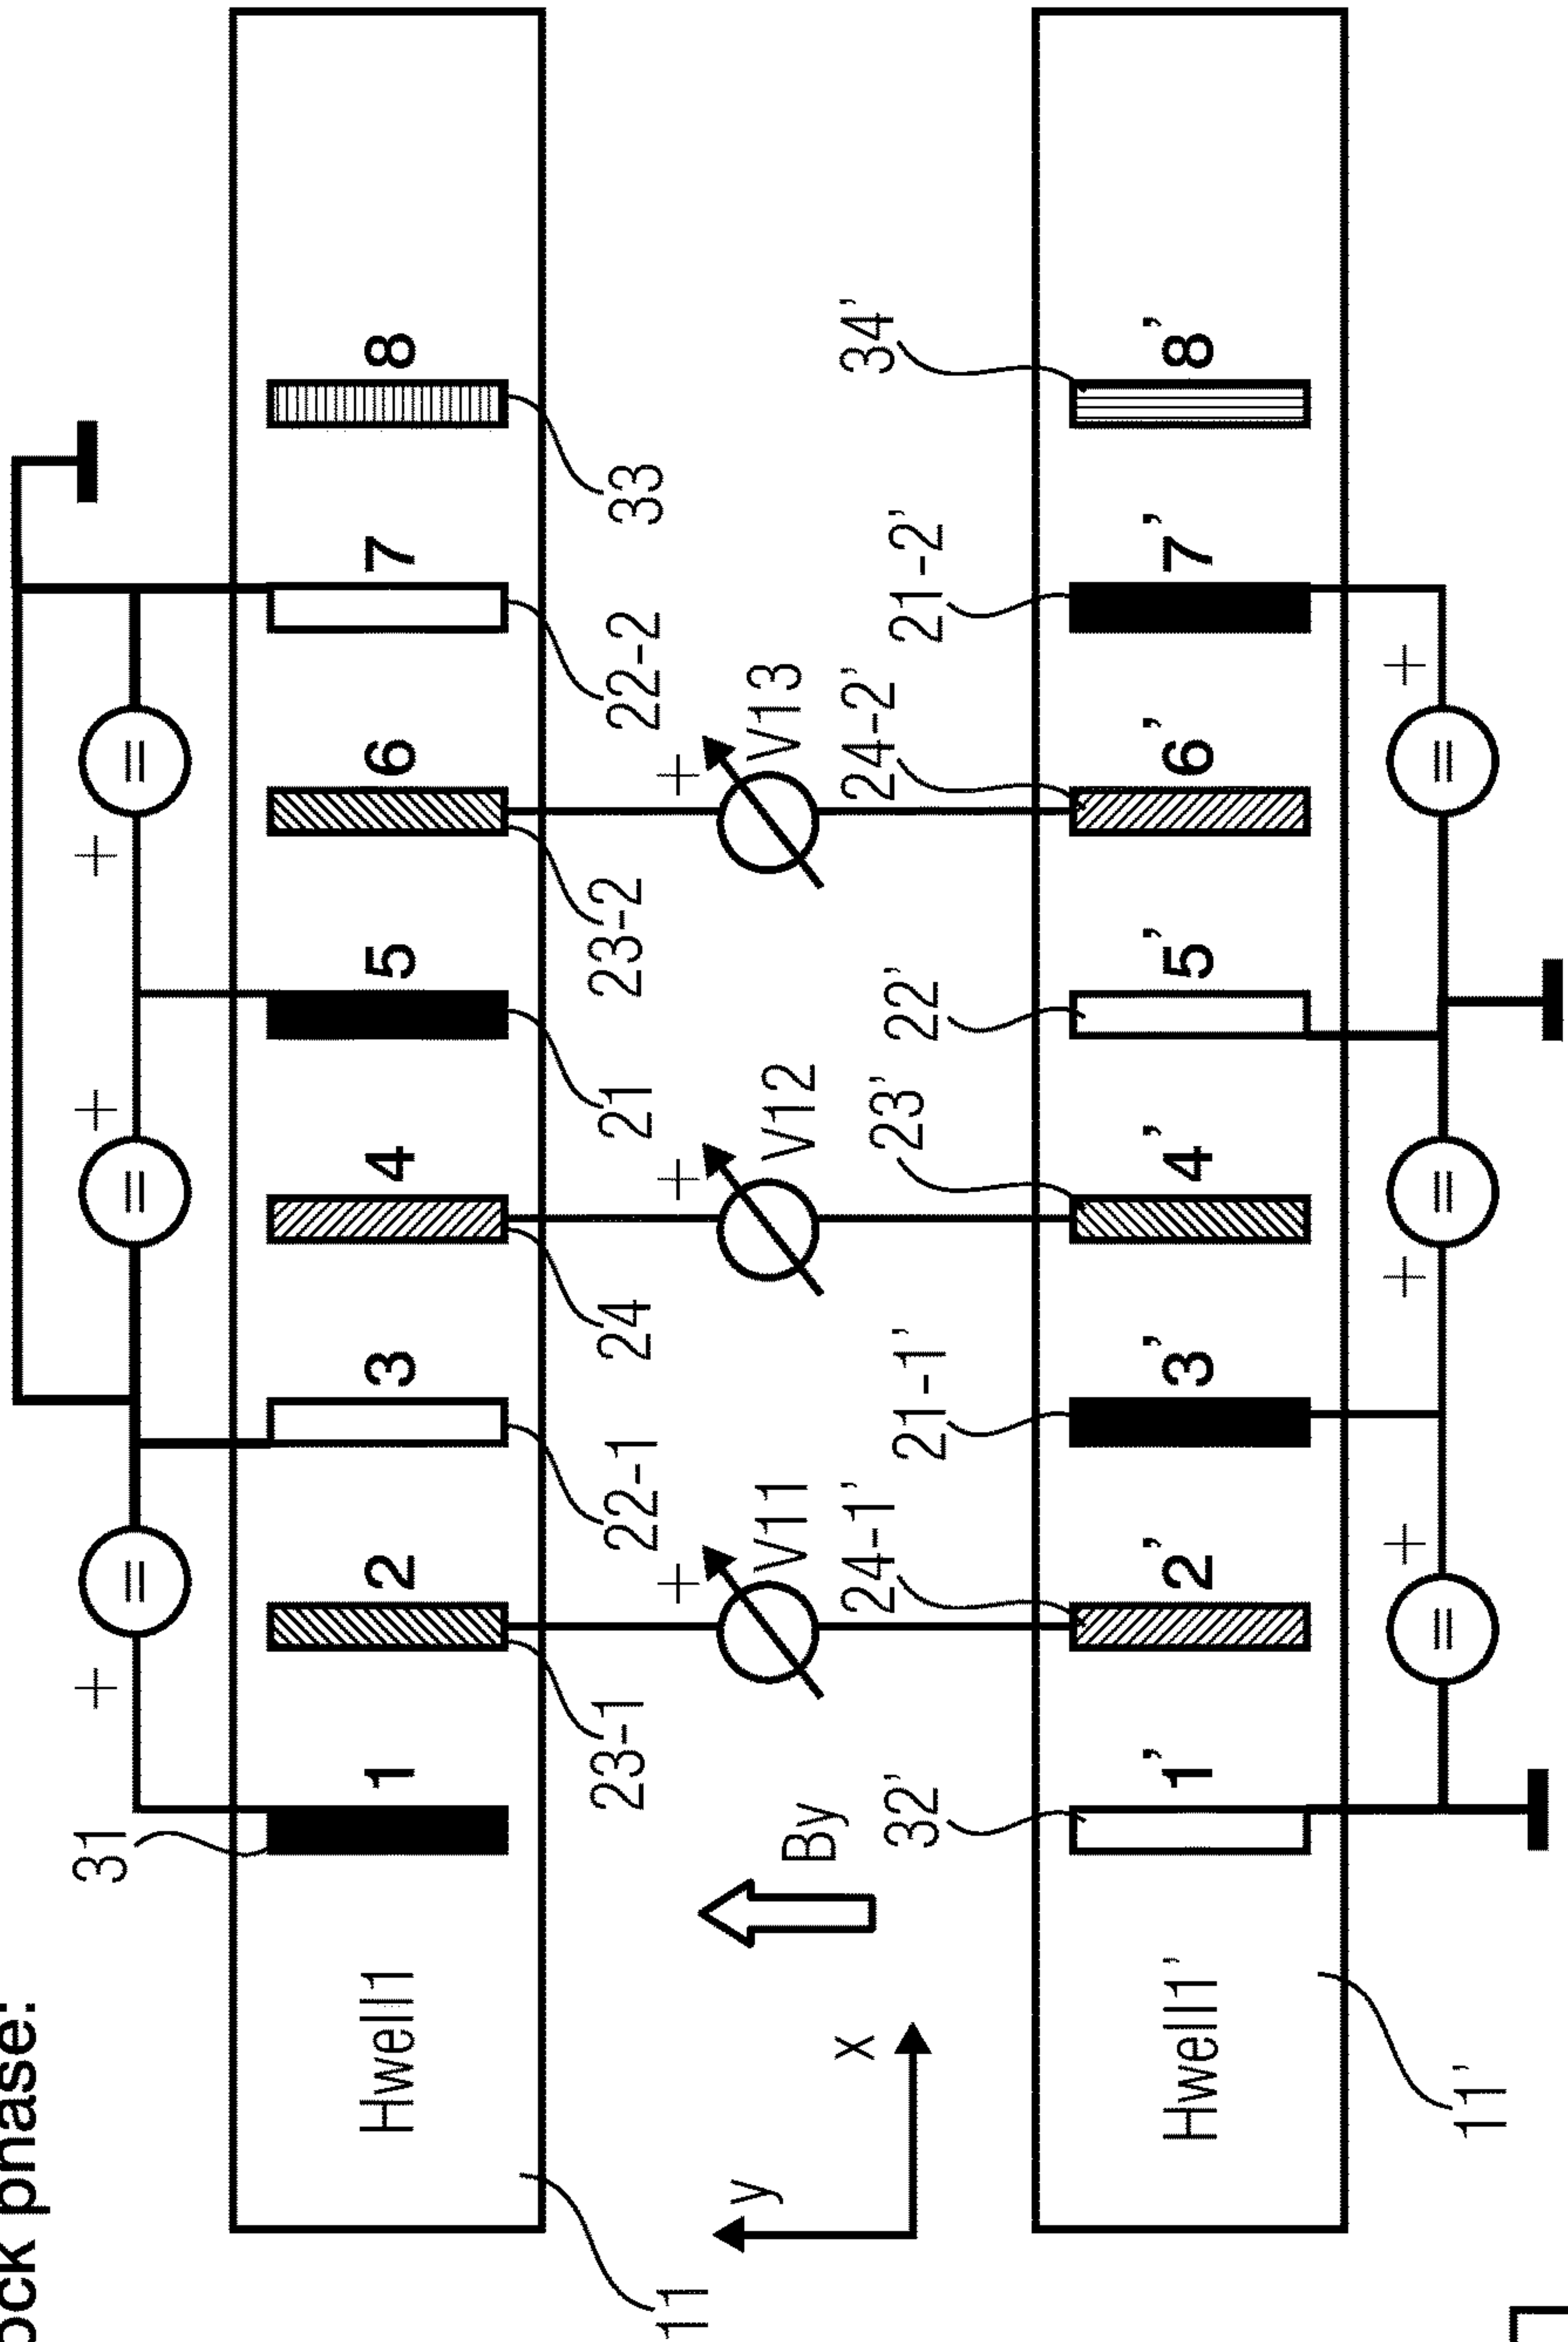 ock phase:
31 + + +
= = =
Hwell1 1 2 3 4 5 6 7 8
11 23-1 22-1 24 21 23-2 22-2 33
+ + +
y By V11 V12 V13
x 32' 24-1' 21-1' 23' 22' 24-2' 21-2' 34'
Hwell1' 1' 2' 3' 4' 5' 6' 7' 8'
+ + +
= = =
11'